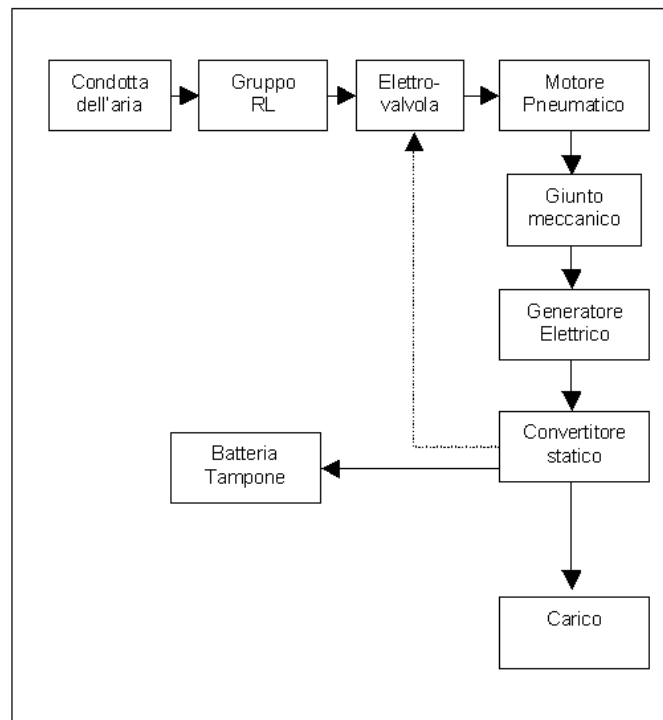 Condotta
dell'aria
Gruppo
RL
Elettro-
valvola
Motore
Pneumatico
Giunto
meccanico
Generatore
Elettrico
Convertitore
statico
Batteria
Tampone
Carico